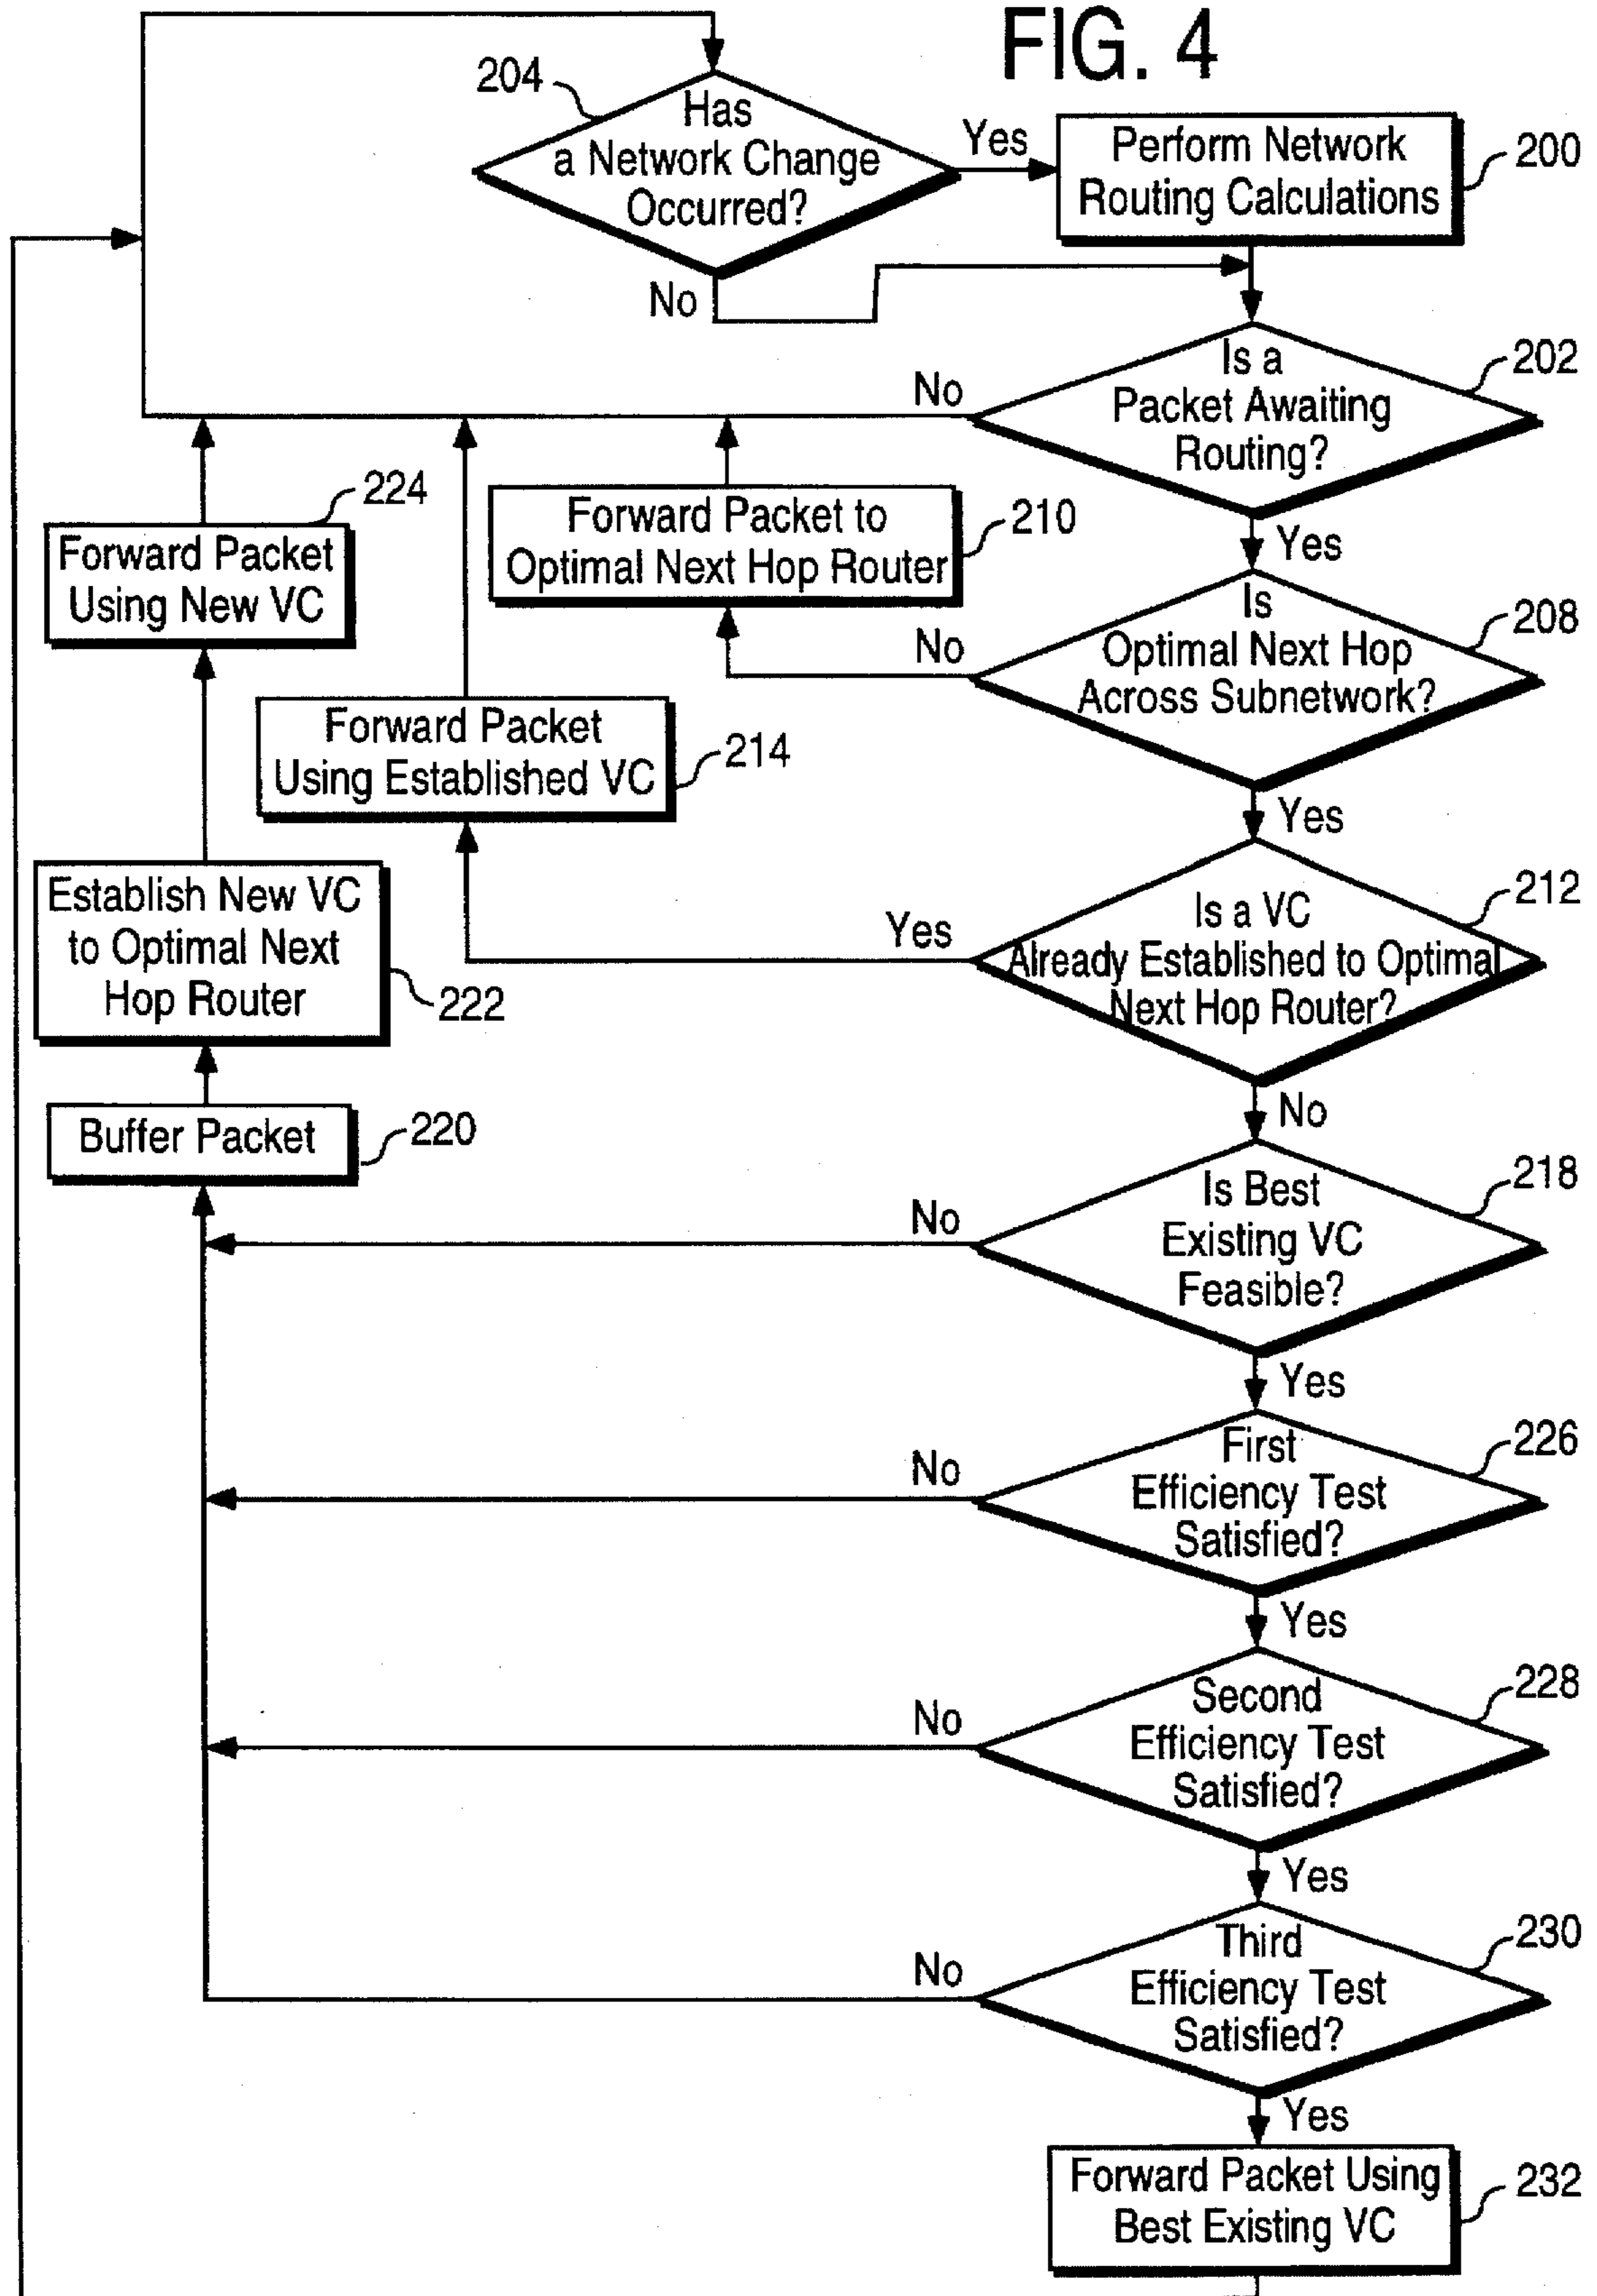 FIG. 4
204
Has
a Network Change
Occurred?
Yes
Perform Network
Routing Calculations
200
No
Is a
Packet Awaiting
Routing?
202
No
Yes
224
Forward Packet
Using New VC
Forward Packet to
Optimal Next Hop Router
210
Is
Optimal Next Hop
Across Subnetwork?
208
No
Yes
Forward Packet
Using Established VC
214
Establish New VC
to Optimal Next
Hop Router
222
Is a VC
Already Established to Optimal
Next Hop Router?
212
Yes
No
Buffer Packet
220
Is Best
Existing VC
Feasible?
218
No
Yes
First
Efficiency Test
Satisfied?
226
No
Yes
Second
Efficiency Test
Satisfied?
228
No
Yes
Third
Efficiency Test
Satisfied?
230
No
Yes
Forward Packet Using
Best Existing VC
232